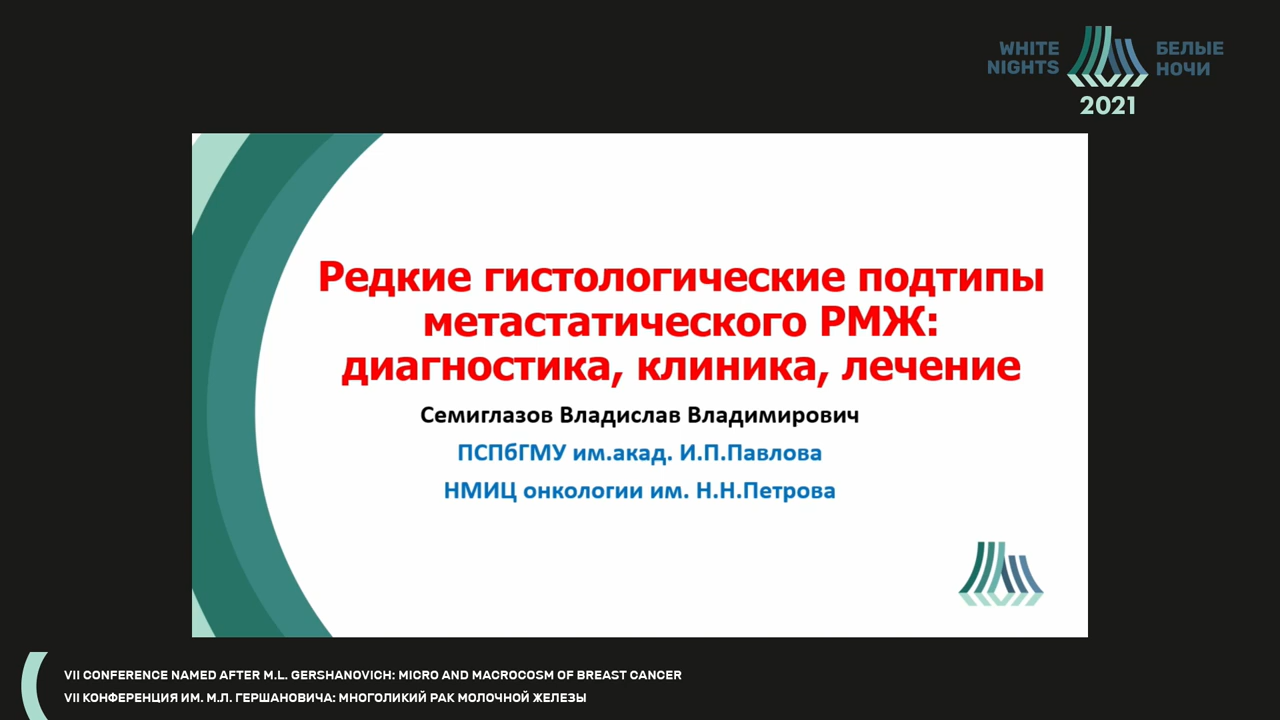 WHITE NIGHTS
БЕЛЫЕ НОЧИ
2021
Редкие гистологические подтипы
метастатического РМЖ:
диагностика, клиника, лечение
Семиглазов Владислав Владимирович
ПСПбГМУ им.акад. И.П.Павлова
НМИЦ онкологии им. Н.Н.Петрова
VII CONFERENCE NAMED AFTER M.L. GERSHANOVICH: MICRO AND MACROCOSM OF BREAST CANCER
VII КОНФЕРЕНЦИЯ ИМ. М.Л. ГЕРШАНОВИЧА: МНОГОЛИКИЙ РАК МОЛОЧНОЙ ЖЕЛЕЗЫ